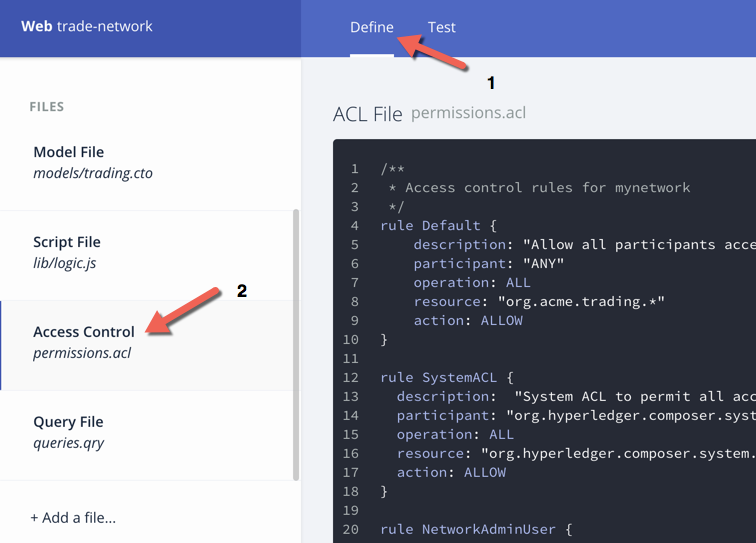 Web trade-network
Define
Test
1
FILES
Model File
models/trading.cto
Script File
lib/logic.js
2
Access Control
permissions.acl
Query File
queries.qry
+ Add a file...
ACL File permissions.acl
1 /**
2  * Access control rules for mynetwork
3  */
4 rule Default {
5     description: "Allow all participants acce
6     participant: "ANY"
7     operation: ALL
8     resource: "org.acme.trading.*"
9     action: ALLOW
10 }
11
12 rule SystemACL {
13   description:  "System ACL to permit all acc
14   participant: "org.hyperledger.composer.syst
15   operation: ALL
16   resource: "org.hyperledger.composer.system.
17   action: ALLOW
18 }
19
20 rule NetworkAdminUser {